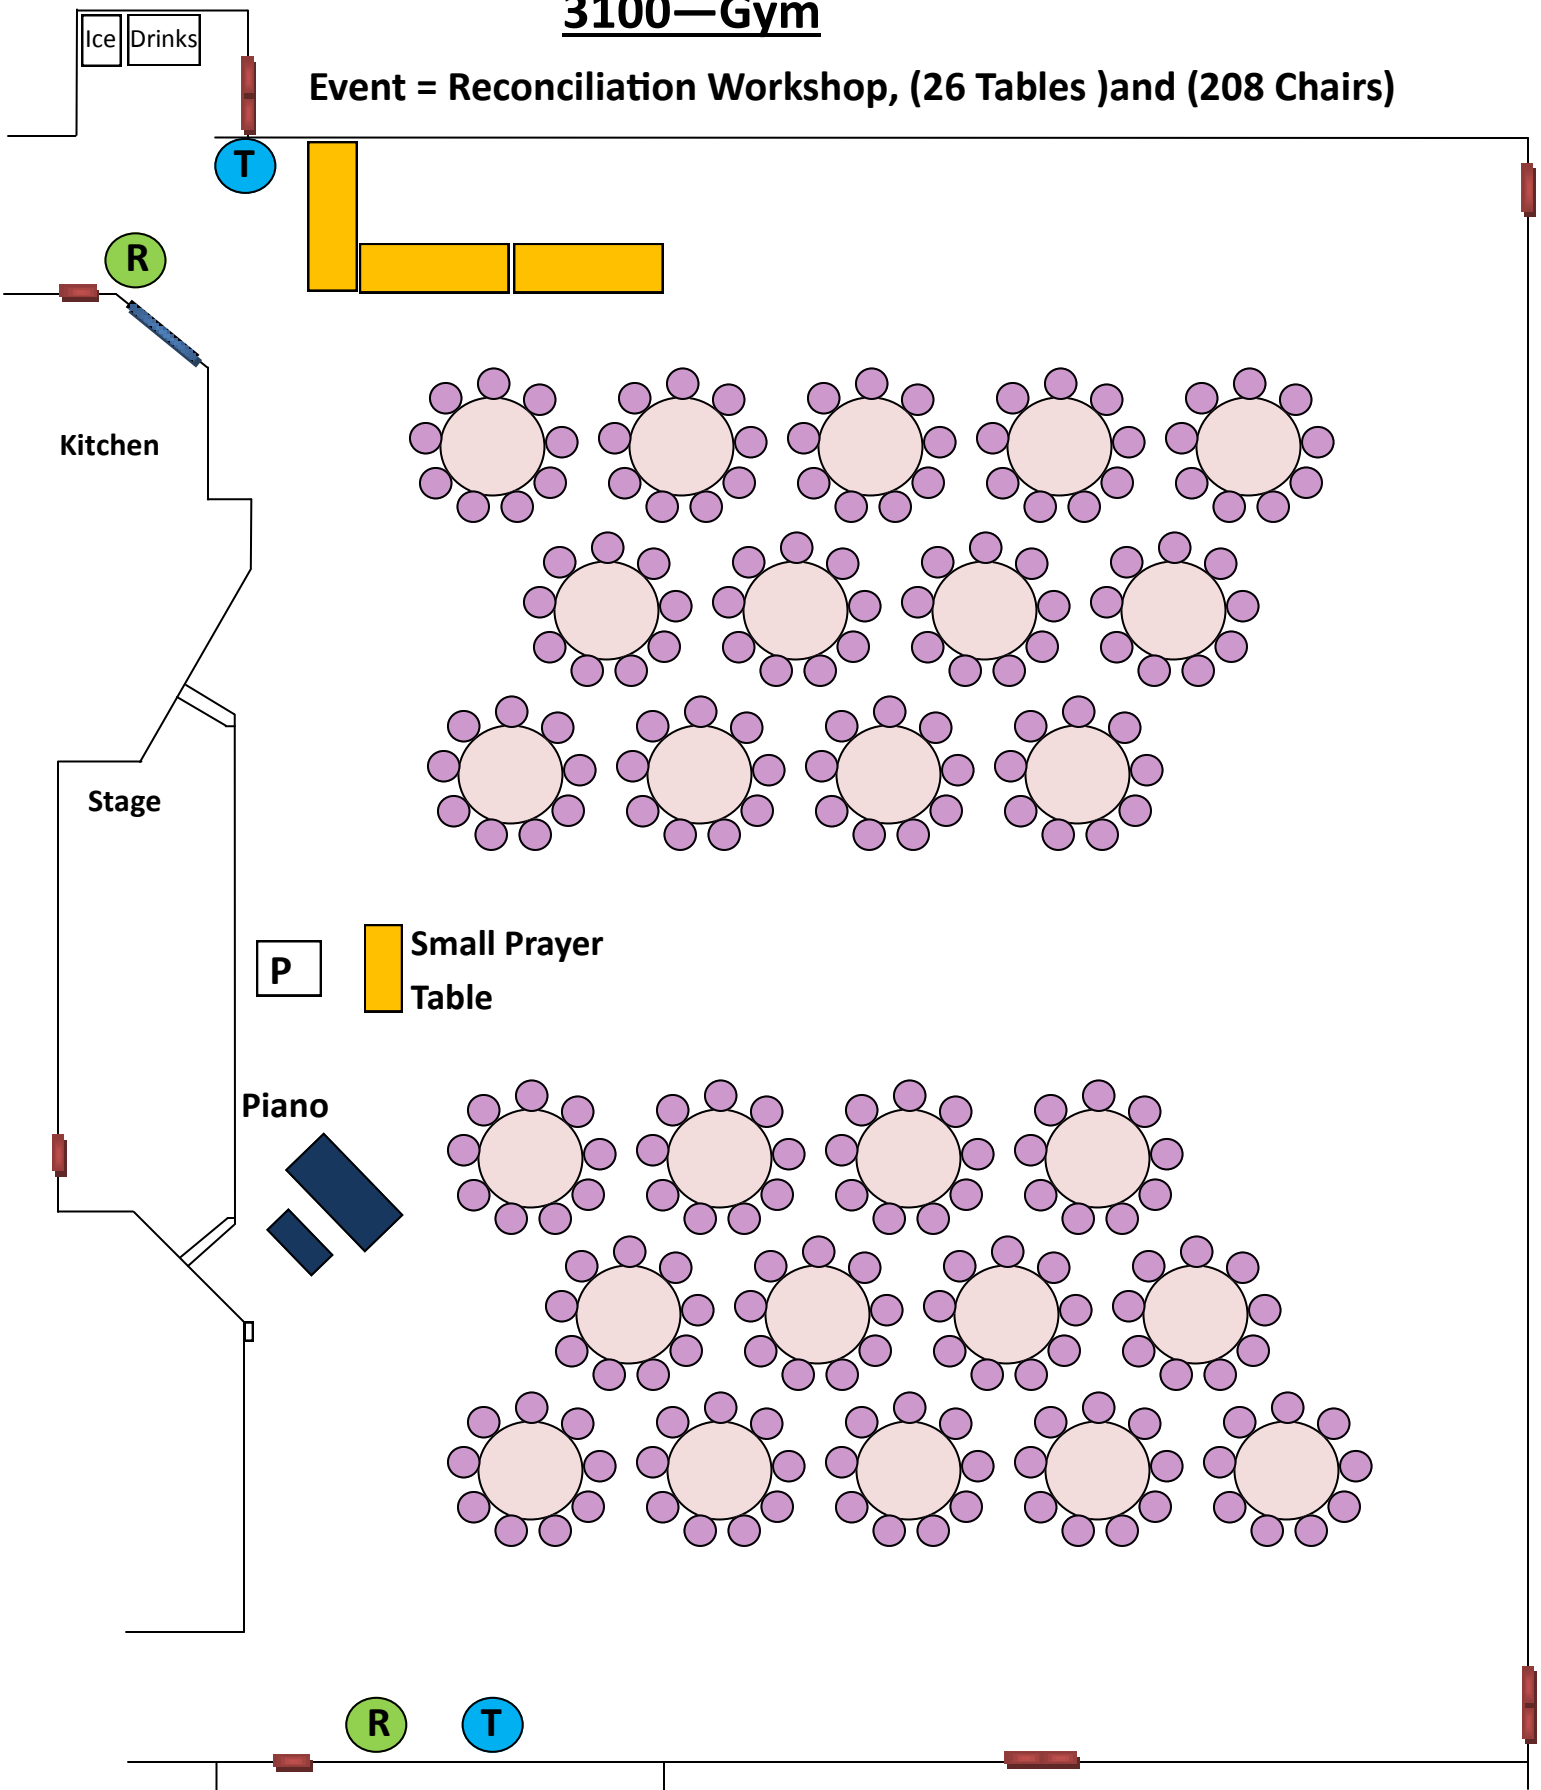 3100—Gym
Ice
Drinks
Event = Reconciliation Workshop, (26 Tables )and (208 Chairs)
T
R
Kitchen
Stage
P
Small Prayer
Table
Piano
R
T